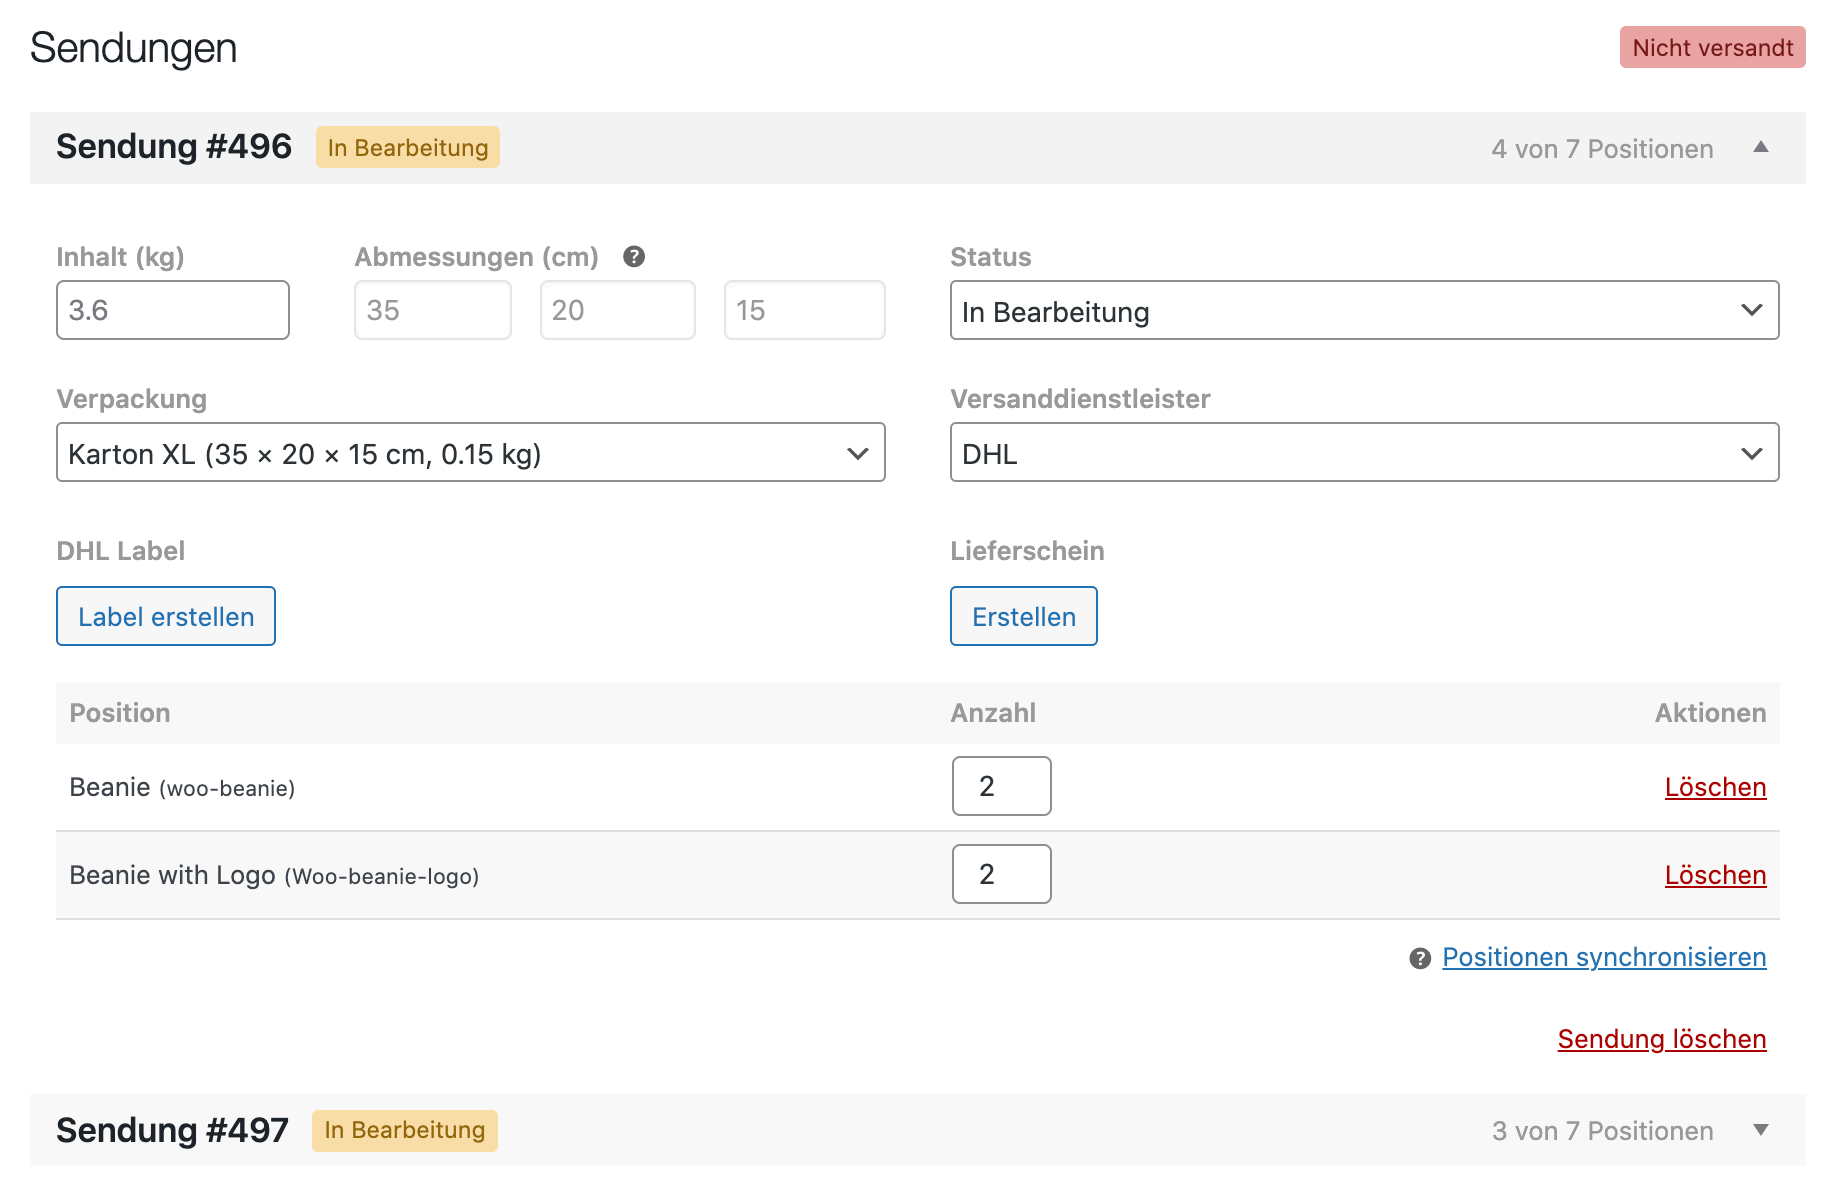 Sendungen
Nicht versandt
Sendung #496 In Bearbeitung 4 von 7 Positionen
Inhalt (kg) Abmessungen (cm) Status
3.6 35 20 15 In Bearbeitung
Verpackung Versanddienstleister
Karton XL (35 × 20 × 15 cm, 0.15 kg) DHL
DHL Label Lieferschein
Label erstellen Erstellen
Position Anzahl Aktionen
Beanie (woo-beanie) 2 Löschen
Beanie with Logo (Woo-beanie-logo) 2 Löschen
Positionen synchronisieren
Sendung löschen
Sendung #497 In Bearbeitung 3 von 7 Positionen